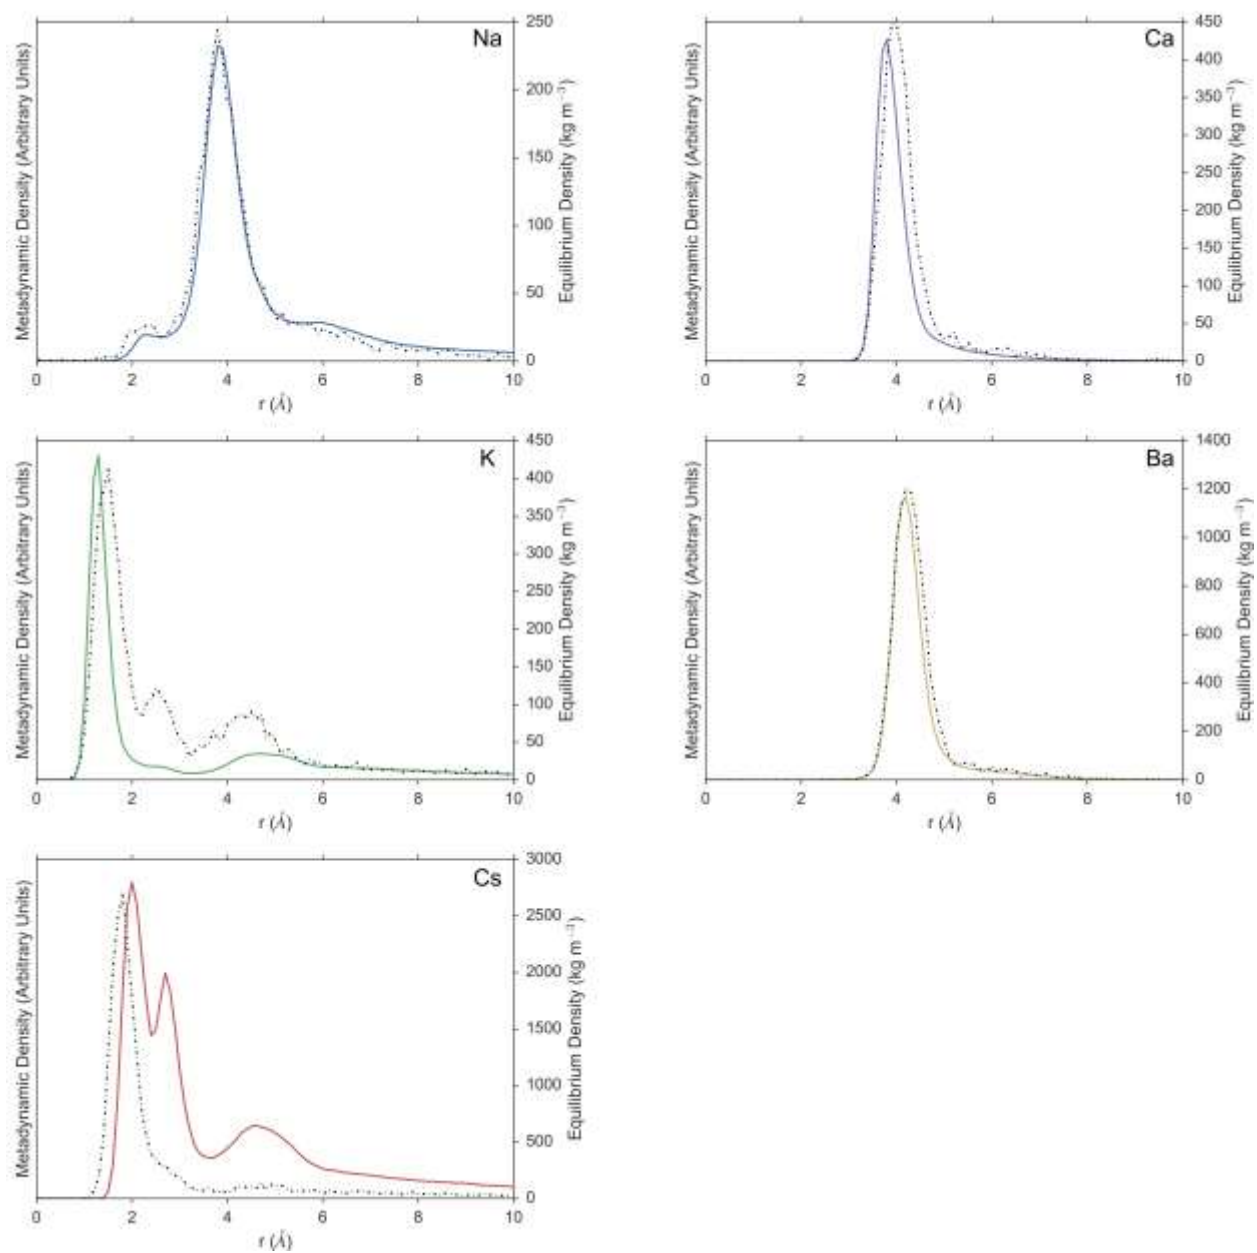 Na
Metadynamic Density (Arbitrary Units)
250
200
150
100
50
0
Equilibrium Density (kg m⁻³)
0 2 4 6 8 10
r (Å)
Ca
Metadynamic Density (Arbitrary Units)
450
400
350
300
250
200
150
100
50
0
Equilibrium Density (kg m⁻³)
0 2 4 6 8 10
r (Å)
K
Metadynamic Density (Arbitrary Units)
450
400
350
300
250
200
150
100
50
0
Equilibrium Density (kg m⁻³)
0 2 4 6 8 10
r (Å)
Ba
Metadynamic Density (Arbitrary Units)
1400
1200
1000
800
600
400
200
0
Equilibrium Density (kg m⁻³)
0 2 4 6 8 10
r (Å)
Cs
Metadynamic Density (Arbitrary Units)
3000
2500
2000
1500
1000
500
0
Equilibrium Density (kg m⁻³)
0 2 4 6 8 10
r (Å)